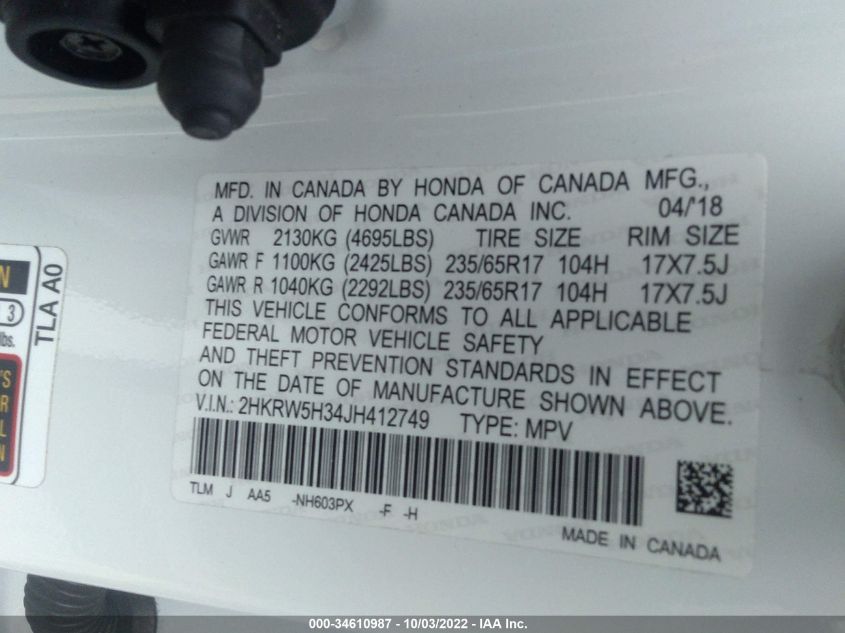 MFD. IN CANADA BY HONDA OF CANADA MFG.,
A DIVISION OF HONDA CANADA INC. 04/'18
GVWR 2130KG (4695LBS) TIRE SIZE RIM SIZE
GAWR F 1100KG (2425LBS) 235/65R17 104H 17X7.5J
GAWR R 1040KG (2292LBS) 235/65R17 104H 17X7.5J
THIS VEHICLE CONFORMS TO ALL APPLICABLE
FEDERAL MOTOR VEHICLE SAFETY
AND THEFT PREVENTION STANDARDS IN EFFECT
ON THE DATE OF MANUFACTURE SHOWN ABOVE.
V.I.N.: 2HKRW5H34JH412749 TYPE: MPV
TLM J AA5 -NH603PX -F -H
MADE IN CANADA
N
3
lbs.
'S
R
L
N
TLA A0
000-34610987 - 10/03/2022 - IAA Inc.